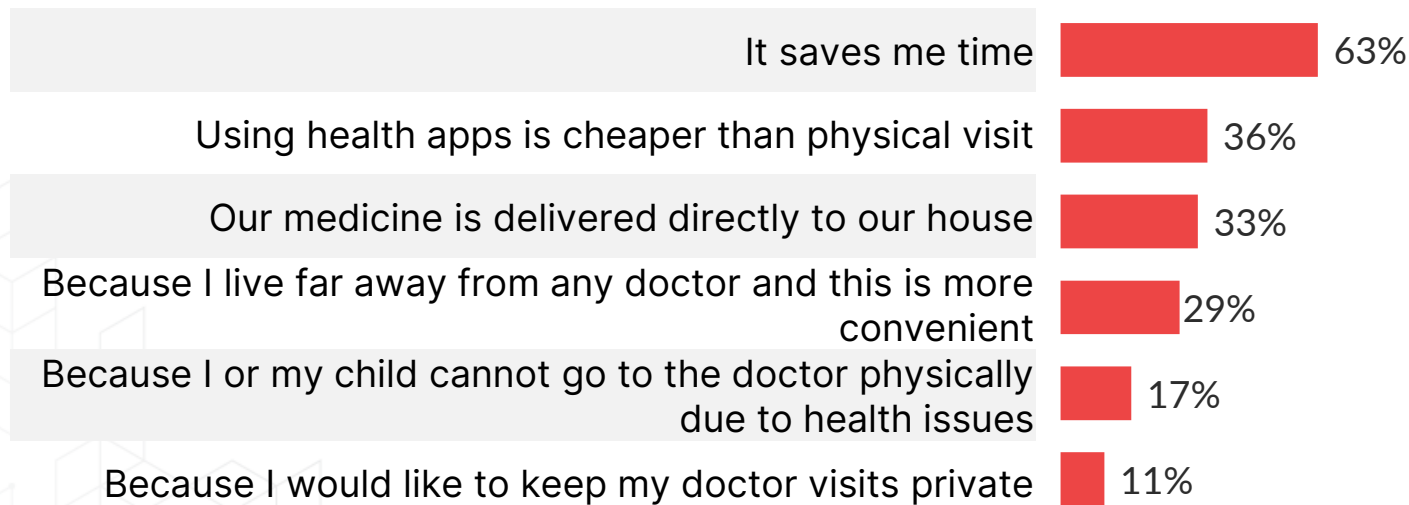 It saves me time 63%
Using health apps is cheaper than physical visit 36%
Our medicine is delivered directly to our house 33%
Because I live far away from any doctor and this is more
convenient 29%
Because I or my child cannot go to the doctor physically
due to health issues 17%
Because I would like to keep my doctor visits private 11%